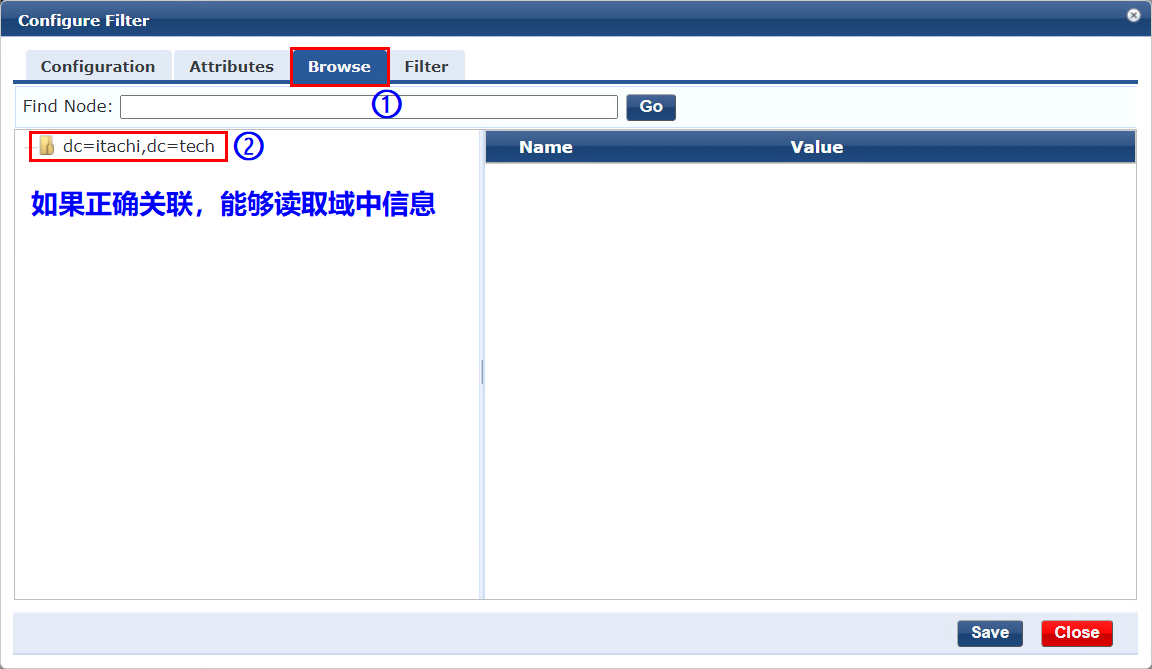 Configure Filter
Configuration Attributes Browse Filter
Find Node: Go
①
dc=itachi,dc=tech ②
Name Value
如果正确关联，能够读取域中信息
Save Close